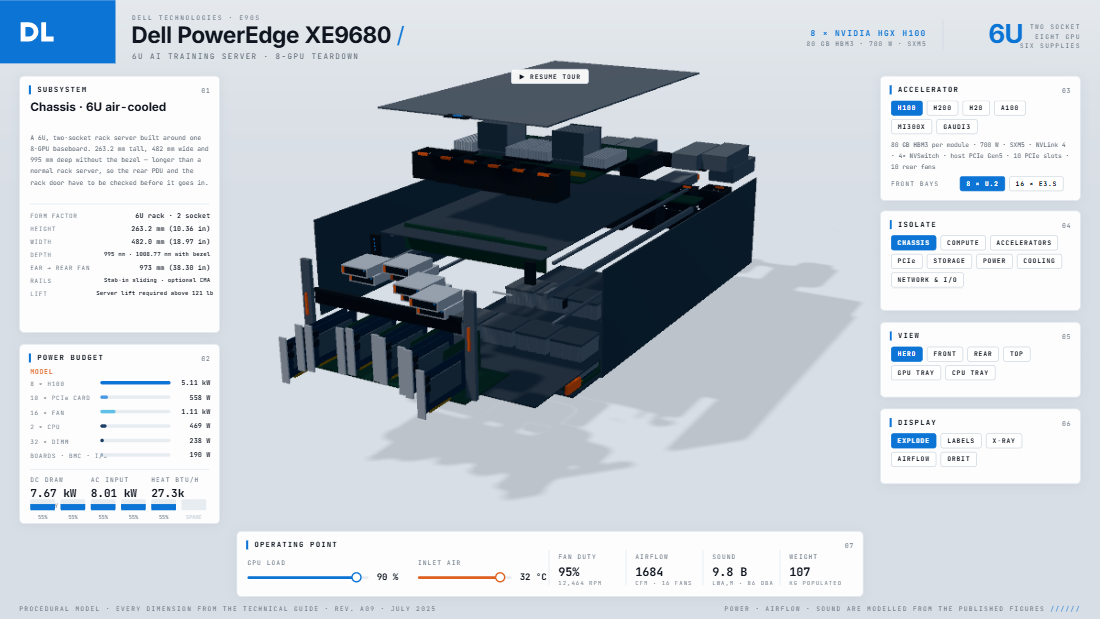 DL
DELL TECHNOLOGIES · E98S
Dell PowerEdge XE9680 /
6U AI TRAINING SERVER · 8-GPU TEARDOWN
8 × NVIDIA HGX H100
80 GB HBM3 · 700 W · SXM5
6U
TWO SOCKET
EIGHT GPU
SIX SUPPLIES
▶ RESUME TOUR
SUBSYSTEM 01
Chassis · 6U air-cooled
A 6U, two-socket rack server built around one
8-GPU baseboard. 263.2 mm tall, 482 mm wide and
995 mm deep without the bezel — longer than a
normal rack server, so the rear PDU and the
rack door have to be checked before it goes in.
FORM FACTOR 6U rack · 2 socket
HEIGHT 263.2 mm (10.36 in)
WIDTH 482.0 mm (18.97 in)
DEPTH 995 mm · 1008.77 mm with bezel
EAR → REAR FAN 973 mm (38.30 in)
RAILS Stab-in sliding · optional CMA
LIFT Server lift required above 121 lb
POWER BUDGET 02
MODEL
8 × H100 5.11 kW
10 × PCIe CARD 558 W
16 × FAN 1.11 kW
2 × CPU 469 W
32 × DIMM 238 W
BOARDS · BMC · 190 W
DC DRAW AC INPUT HEAT BTU/H
7.67 kW 8.01 kW 27.3k
55% 55% 55% 55% 55% SPARE
ACCELERATOR 03
H100 H200 H20 A100
MI300X GAUDI3
80 GB HBM3 per module · 700 W · SXM5 · NVLink 4
· 4× NVSwitch · host PCIe Gen5 · 10 PCIe slots ·
10 rear fans
FRONT BAYS 8 × U.2 16 × E3.S
ISOLATE 04
CHASSIS COMPUTE ACCELERATORS
PCIe STORAGE POWER COOLING
NETWORK & I/O
VIEW 05
HERO FRONT REAR TOP
GPU TRAY CPU TRAY
DISPLAY 06
EXPLODE LABELS X-RAY
AIRFLOW ORBIT
OPERATING POINT 07
GPU LOAD 90 %
INLET AIR 32 °C
FAN DUTY
95%
12,464 RPM
AIRFLOW
1684
CFM · 16 FANS
SOUND
9.8 B
LWA,M · 86 DBA
WEIGHT
107
KG POPULATED
PROCEDURAL MODEL · EVERY DIMENSION FROM THE TECHNICAL GUIDE · REV. A09 · JULY 2025
POWER · AIRFLOW · SOUND ARE MODELLED FROM THE PUBLISHED FIGURES //////